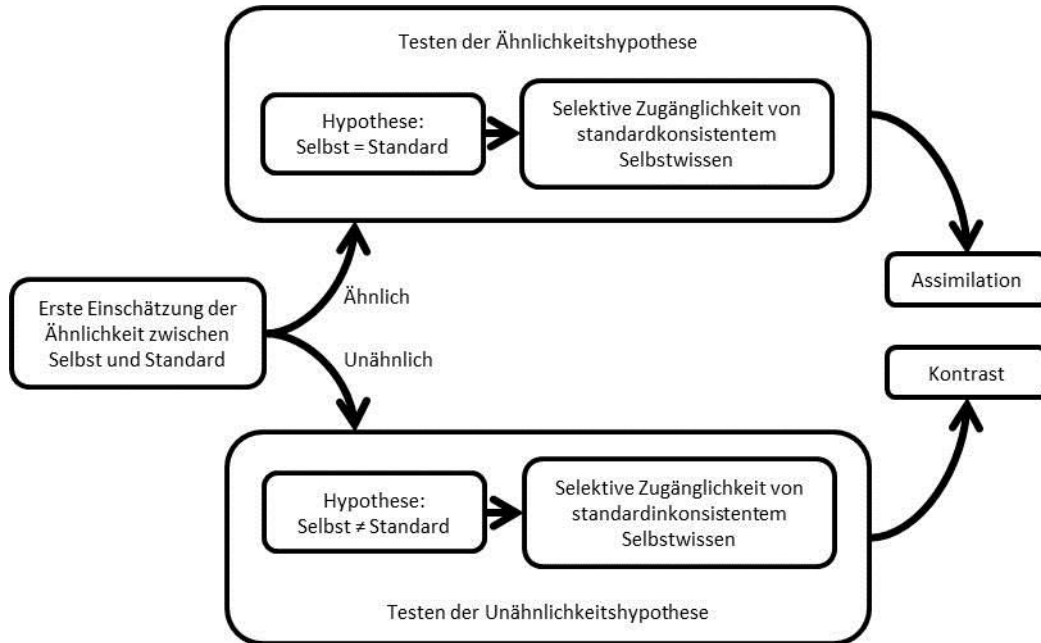 Testen der Ähnlichkeitshypothese
Hypothese:
Selbst = Standard
Selektive Zugänglichkeit von
standardkonsistentem
Selbstwissen
Erste Einschätzung der
Ähnlichkeit zwischen
Selbst und Standard
Ähnlich
Unähnlich
Assimilation
Kontrast
Hypothese:
Selbst ≠ Standard
Selektive Zugänglichkeit von
standardinkonsistentem
Selbstwissen
Testen der Unähnlichkeitshypothese